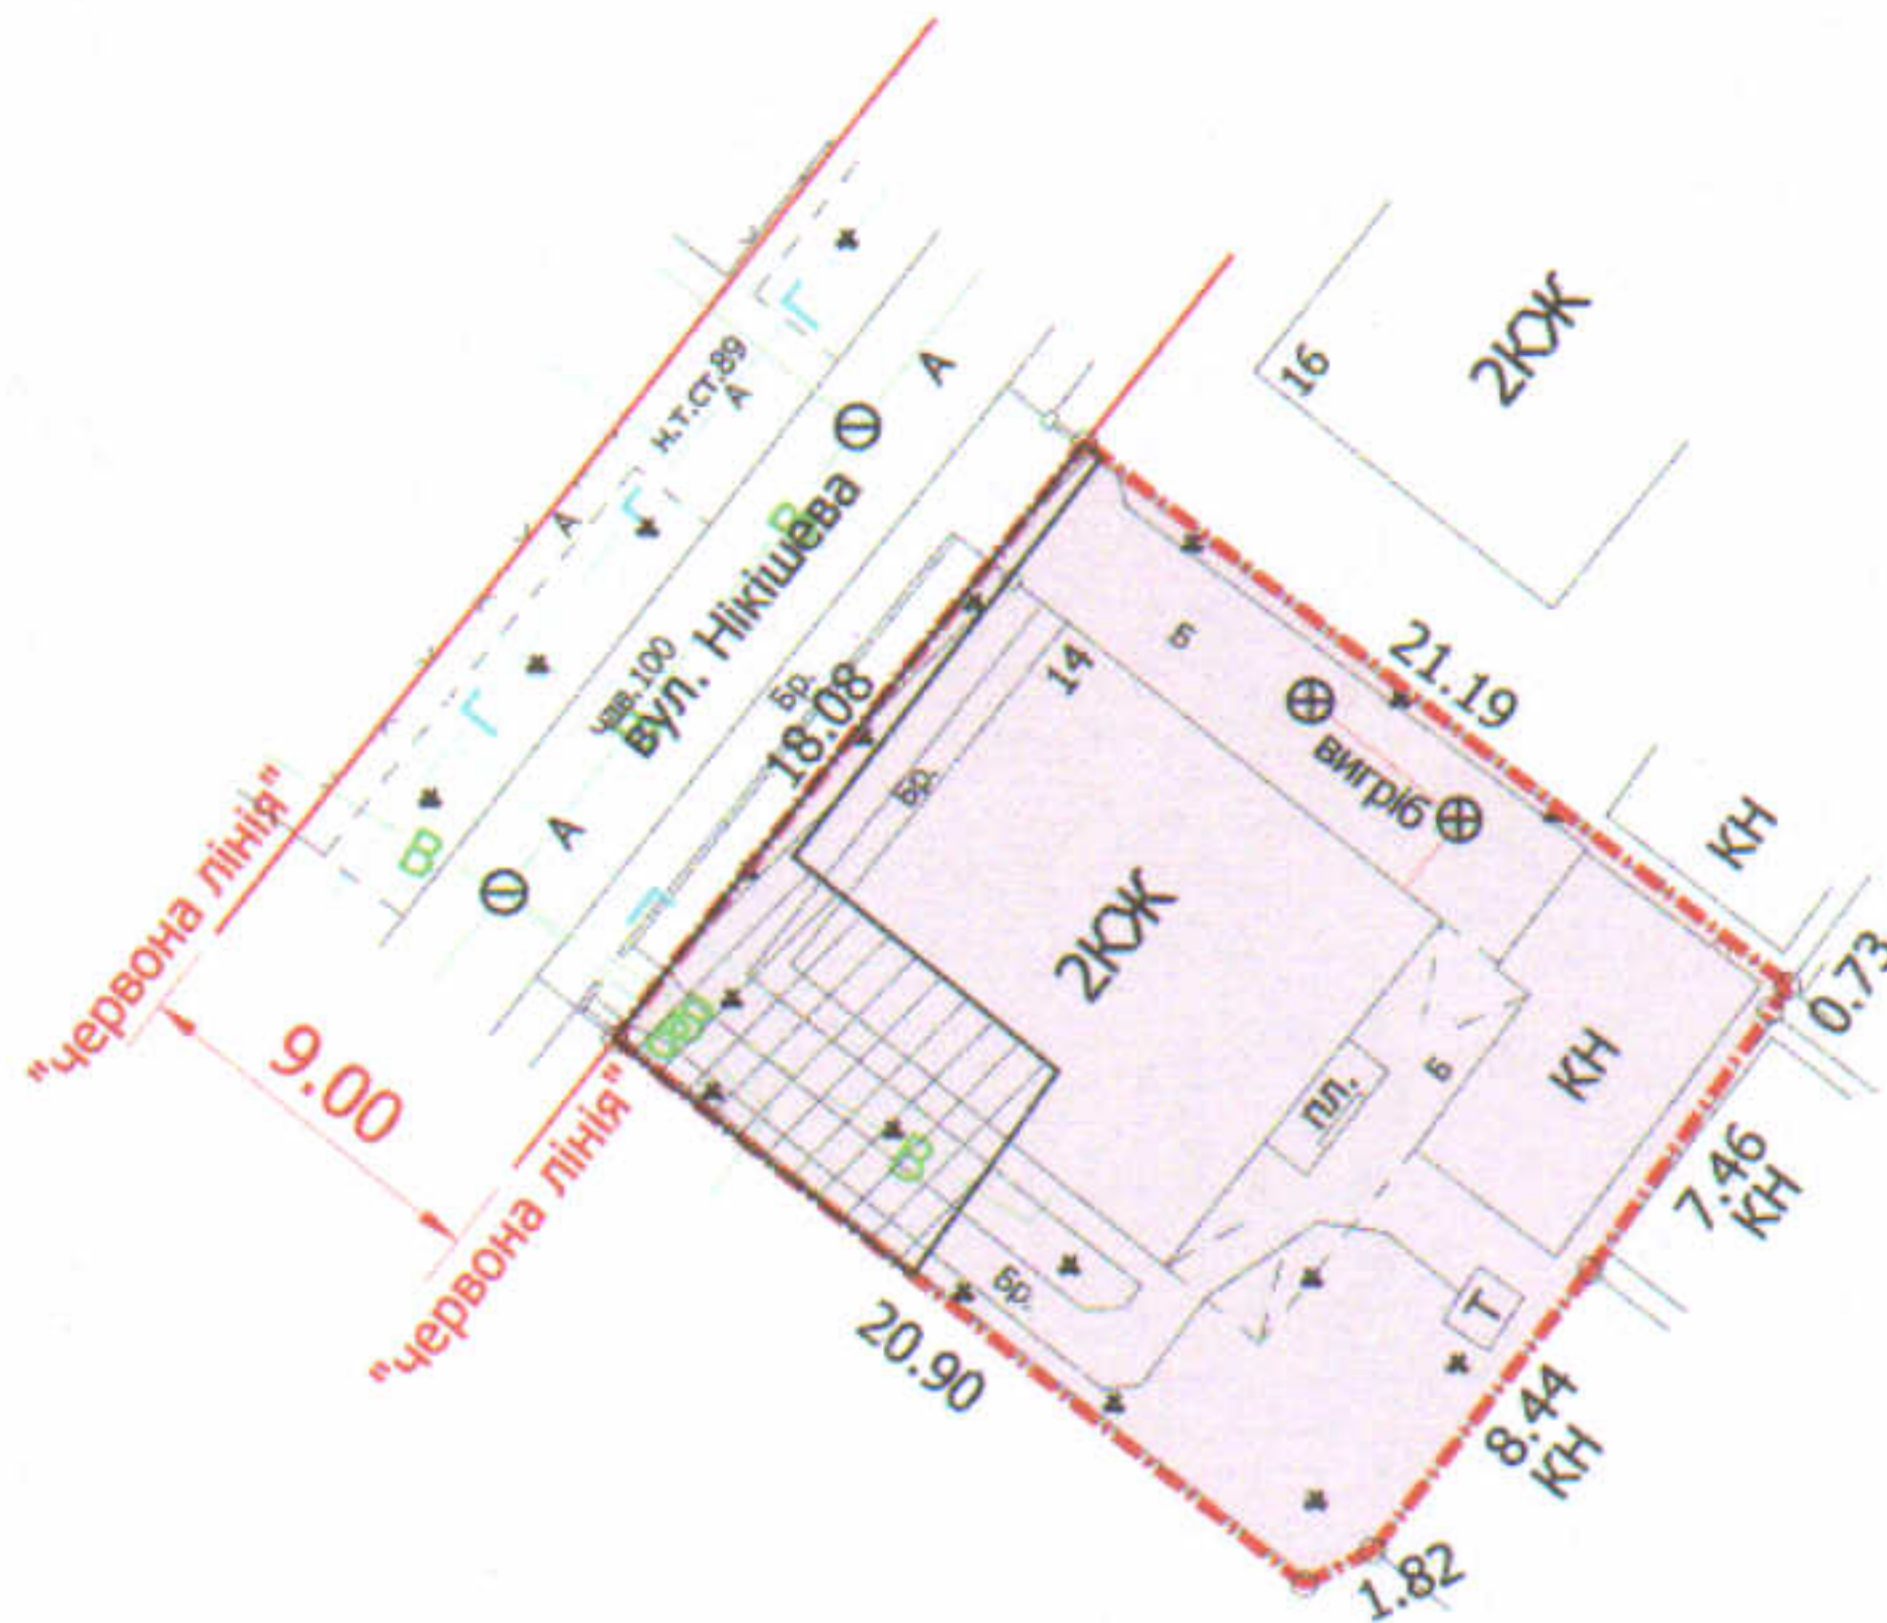 н.т.ст.89
А
Г
А
Г
А
В
вул. Нікішева
чав.100
В
Г
А
В
Бр.
18.08
Бр.
16
2КЖ
14
Б
21.19
вигріб
КН
0.73
2КЖ
"червона лінія"
9.00
"червона лінія"
В
пл.
Б
КН
7.46
КН
Бр.
20.90
Т
8.44
КН
1.82